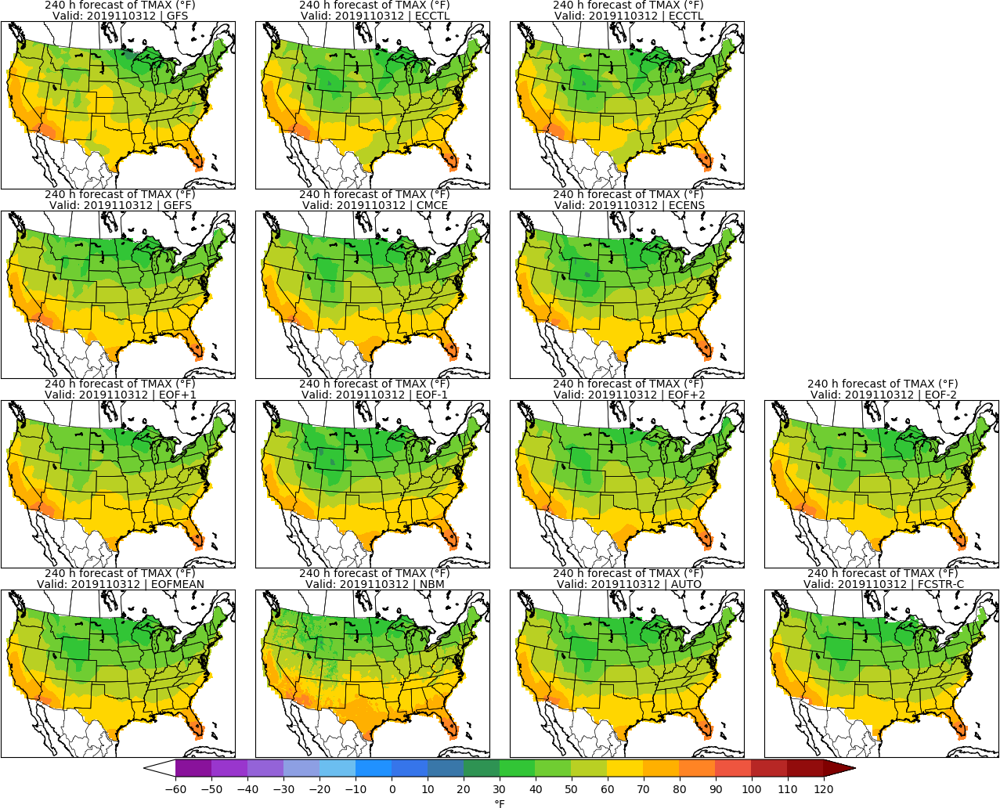 240 h forecast of TMAX (°F)
Valid: 2019110312 | GFS
240 h forecast of TMAX (°F)
Valid: 2019110312 | ECCTL
240 h forecast of TMAX (°F)
Valid: 2019110312 | ECCTL
240 h forecast of TMAX (°F)
Valid: 2019110312 | GEFS
240 h forecast of TMAX (°F)
Valid: 2019110312 | CMCE
240 h forecast of TMAX (°F)
Valid: 2019110312 | ECENS
240 h forecast of TMAX (°F)
Valid: 2019110312 | EOF+1
240 h forecast of TMAX (°F)
Valid: 2019110312 | EOF-1
240 h forecast of TMAX (°F)
Valid: 2019110312 | EOF+2
240 h forecast of TMAX (°F)
Valid: 2019110312 | EOF-2
240 h forecast of TMAX (°F)
Valid: 2019110312 | EOFMEAN
240 h forecast of TMAX (°F)
Valid: 2019110312 | NBM
240 h forecast of TMAX (°F)
Valid: 2019110312 | AUTO
240 h forecast of TMAX (°F)
Valid: 2019110312 | FCSTR-C
−60 −50 −40 −30 −20 −10 0 10 20 30 40 50 60 70 80 90 100 110 120
°F